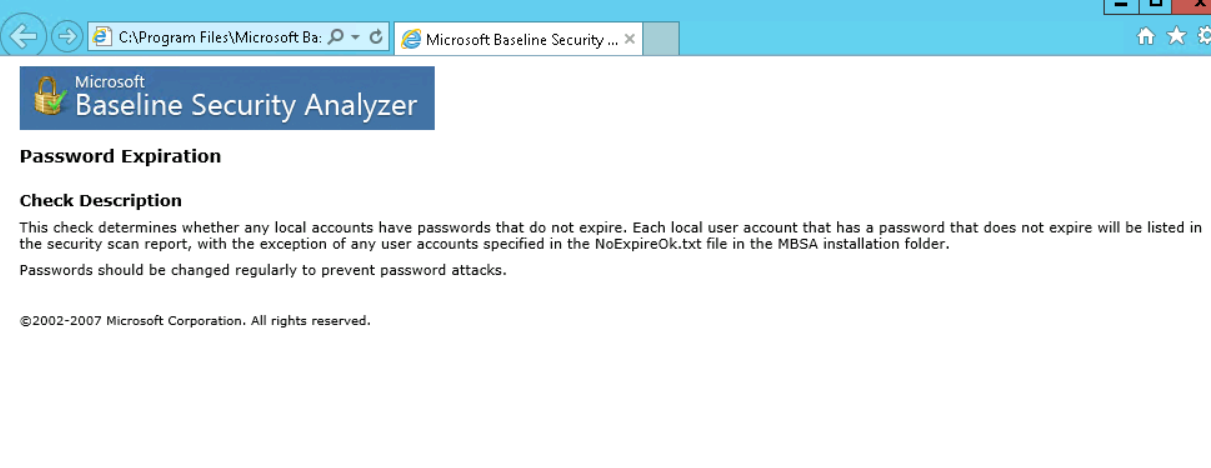 C:\Program Files\Microsoft Ba:
Microsoft Baseline Security ...
Microsoft
Baseline Security Analyzer
Password Expiration
Check Description
This check determines whether any local accounts have passwords that do not expire. Each local user account that has a password that does not expire will be listed in
the security scan report, with the exception of any user accounts specified in the NoExpireOk.txt file in the MBSA installation folder.
Passwords should be changed regularly to prevent password attacks.
©2002-2007 Microsoft Corporation. All rights reserved.